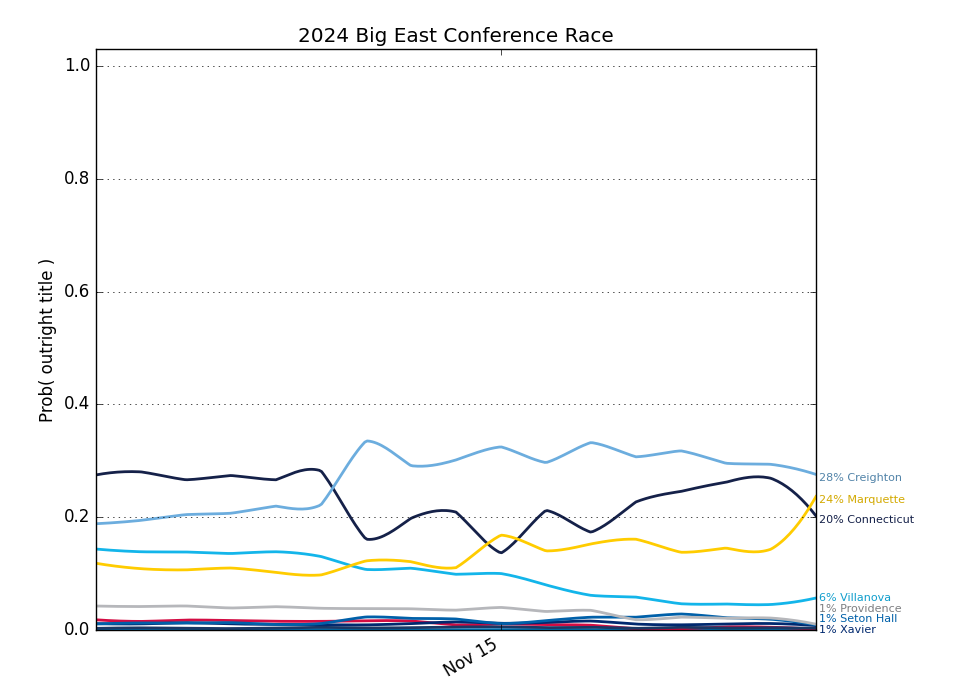 2024 Big East Conference Race
Prob( outright title )
1.0
0.8
0.6
0.4
0.2
0.0
28% Creighton
24% Marquette
20% Connecticut
6% Villanova
1% Providence
1% Seton Hall
1% Xavier
Nov 15